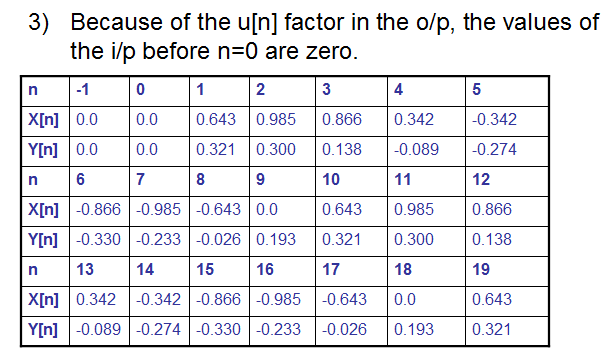 3) Because of the u[n] factor in the o/p, the values of
the i/p before n=0 are zero.
n -1 0 1 2 3 4 5
X[n] 0.0 0.0 0.643 0.985 0.866 0.342 -0.342
Y[n] 0.0 0.0 0.321 0.300 0.138 -0.089 -0.274
n 6 7 8 9 10 11 12
X[n] -0.866 -0.985 -0.643 0.0 0.643 0.985 0.866
Y[n] -0.330 -0.233 -0.026 0.193 0.321 0.300 0.138
n 13 14 15 16 17 18 19
X[n] 0.342 -0.342 -0.866 -0.985 -0.643 0.0 0.643
Y[n] -0.089 -0.274 -0.330 -0.233 -0.026 0.193 0.321